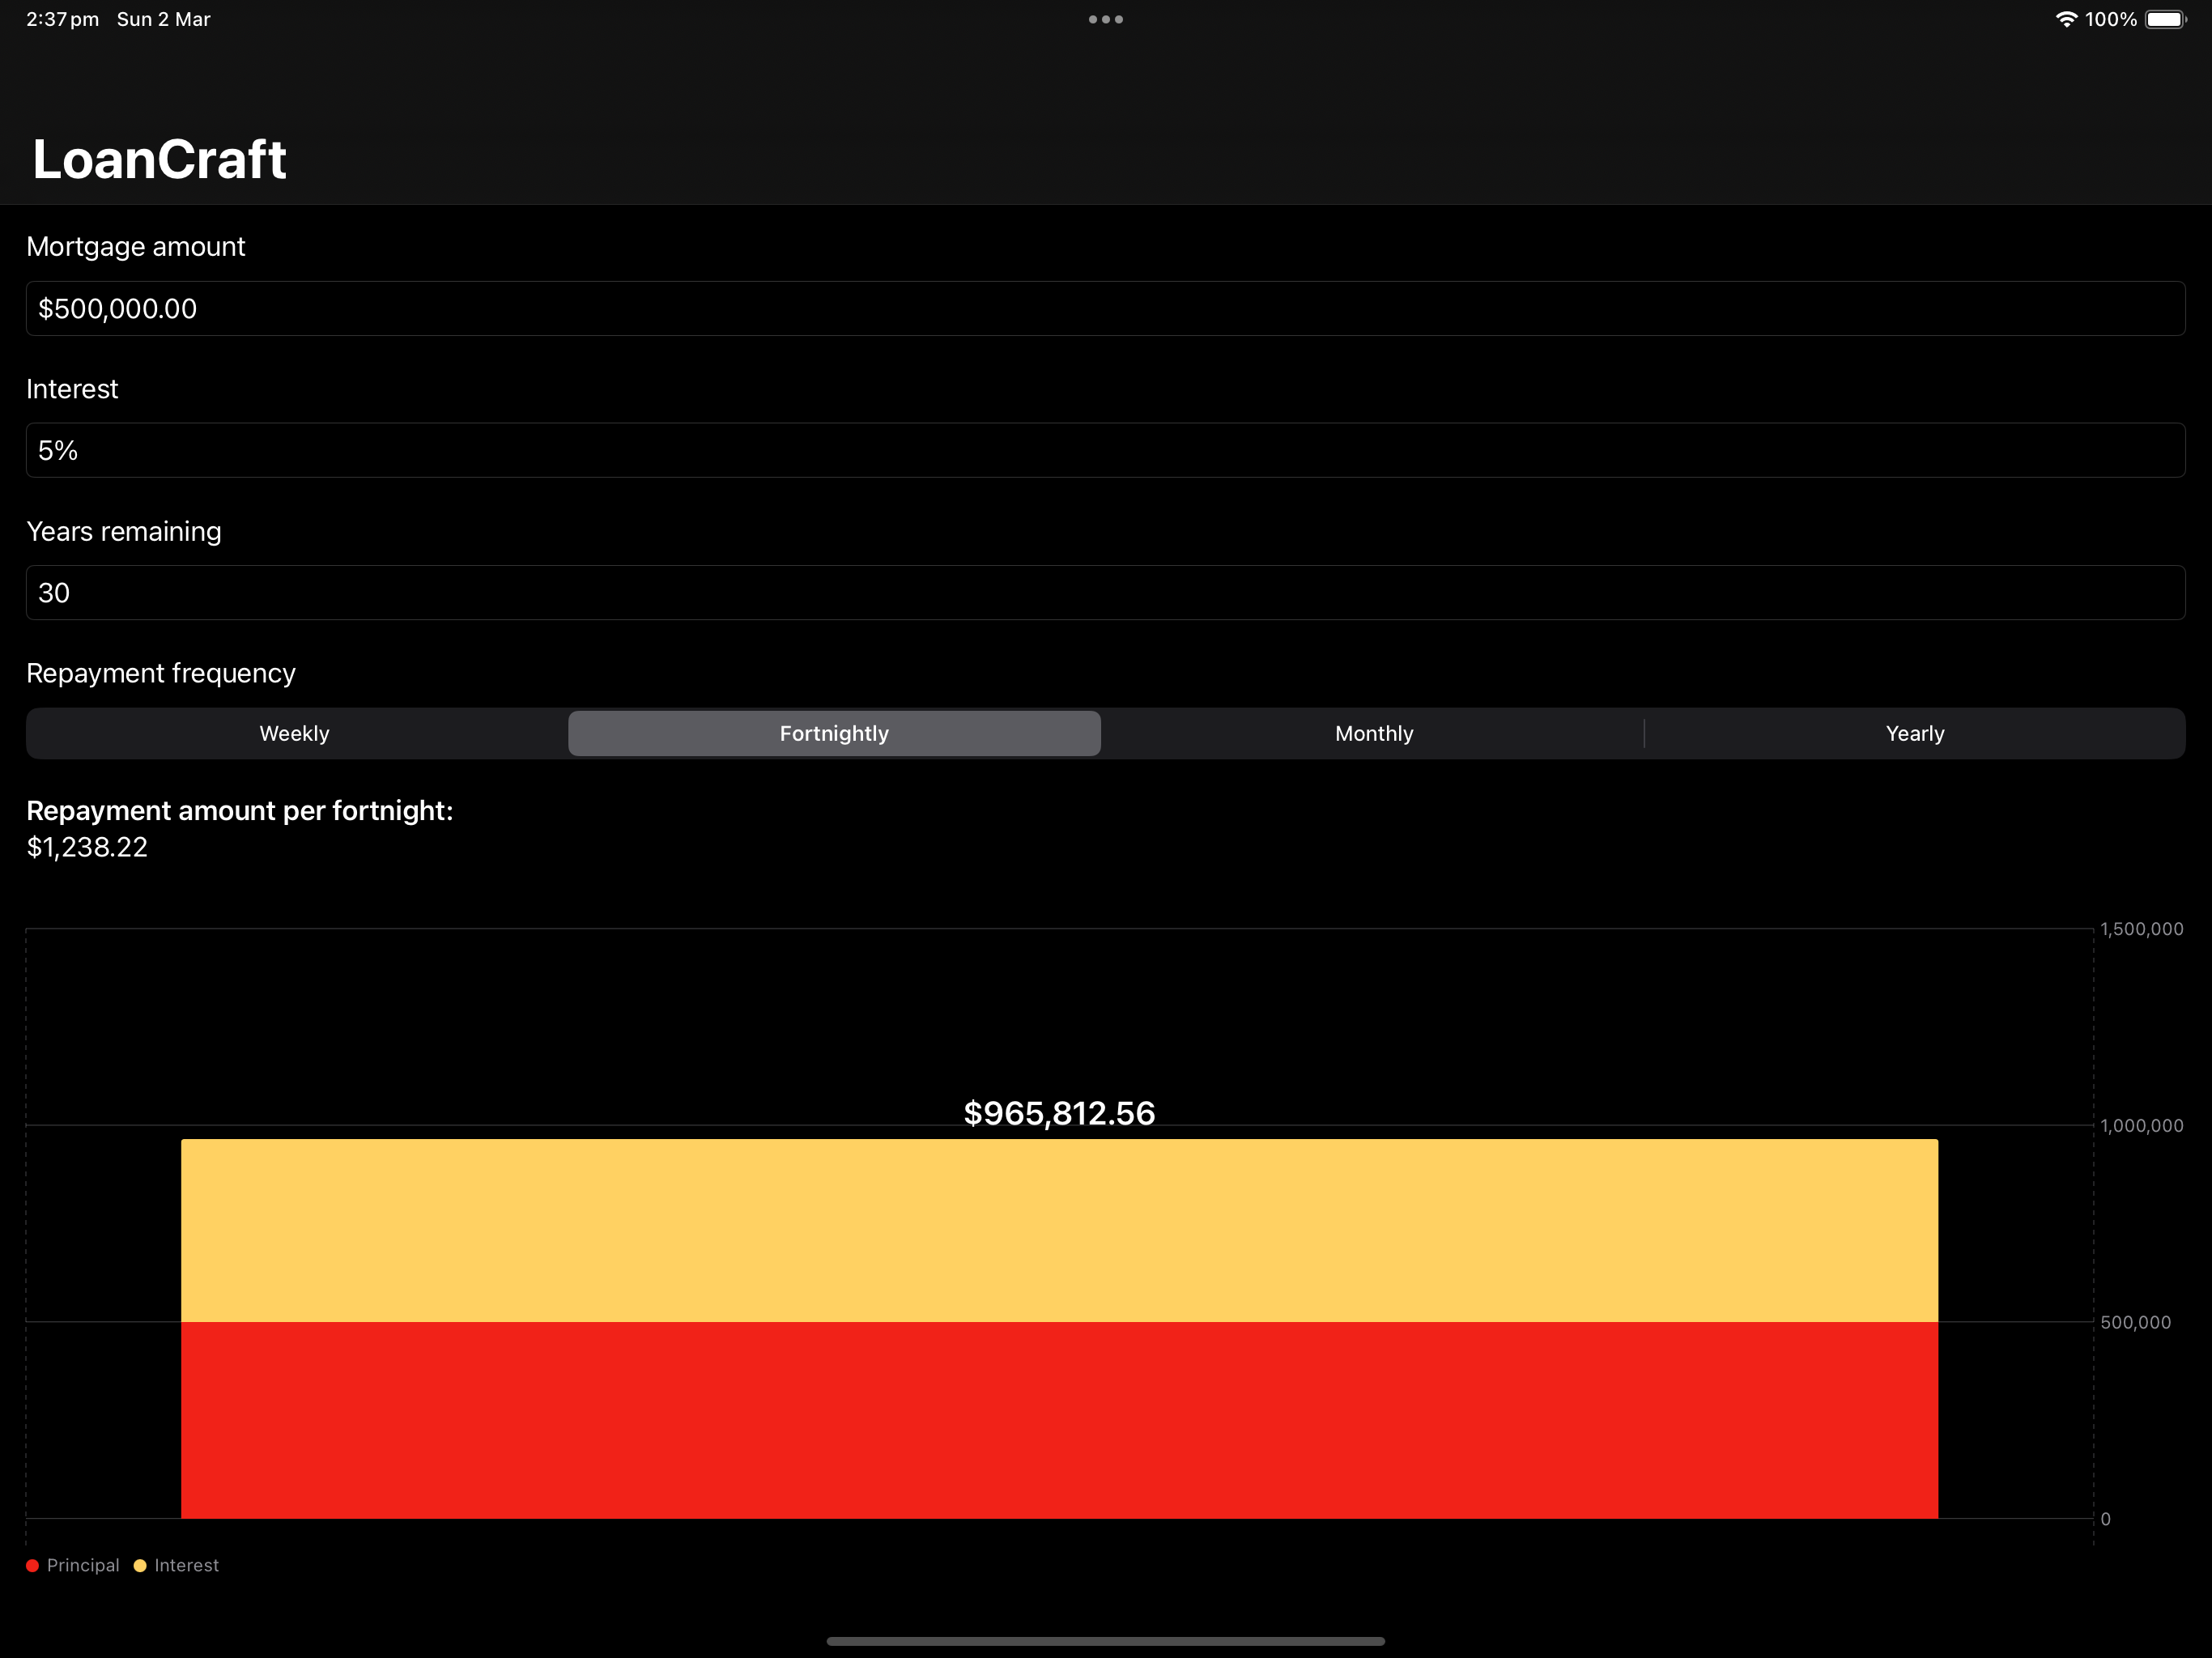 2:37 pm Sun 2 Mar
100%
LoanCraft
Mortgage amount
$500,000.00
Interest
5%
Years remaining
30
Repayment frequency
Weekly Fortnightly Monthly Yearly
Repayment amount per fortnight:
$1,238.22
1,500,000
$965,812.56
1,000,000
500,000
0
Principal Interest